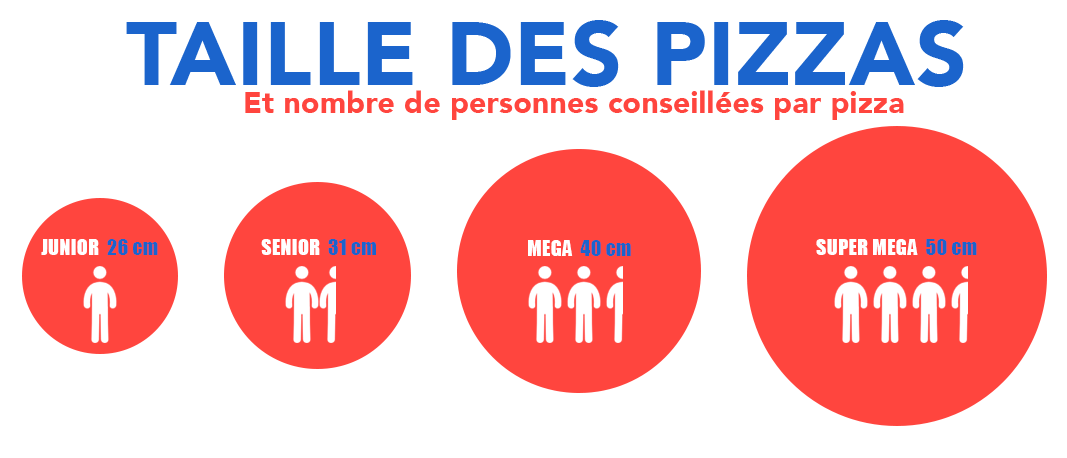 TAILLE DES PIZZAS
Et nombre de personnes conseillées par pizza
JUNIOR 26 cm
SENIOR 31 cm
MEGA 40 cm
SUPER MEGA 50 cm